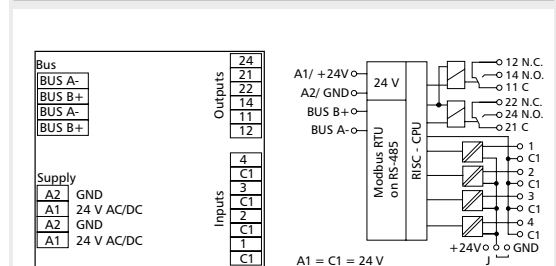 Bus
BUS A-
BUS B+
BUS A-
BUS B+
Supply
A2 GND
A1 24 V AC/DC
A2 GND
A1 24 V AC/DC
Outputs
24
21
22
14
11
12
Inputs
4
C1
3
C1
2
C1
1
C1
A1/ +24V
A2/ GND
BUS B+
BUS A-
24 V
Modbus RTU
on RS-485
RISC - CPU
12 N.C.
14 N.O.
11 C
22 N.C.
24 N.O.
21 C
1
C1
2
C1
3
C1
4
C1
+24V GND
J
A1 = C1 = 24 V